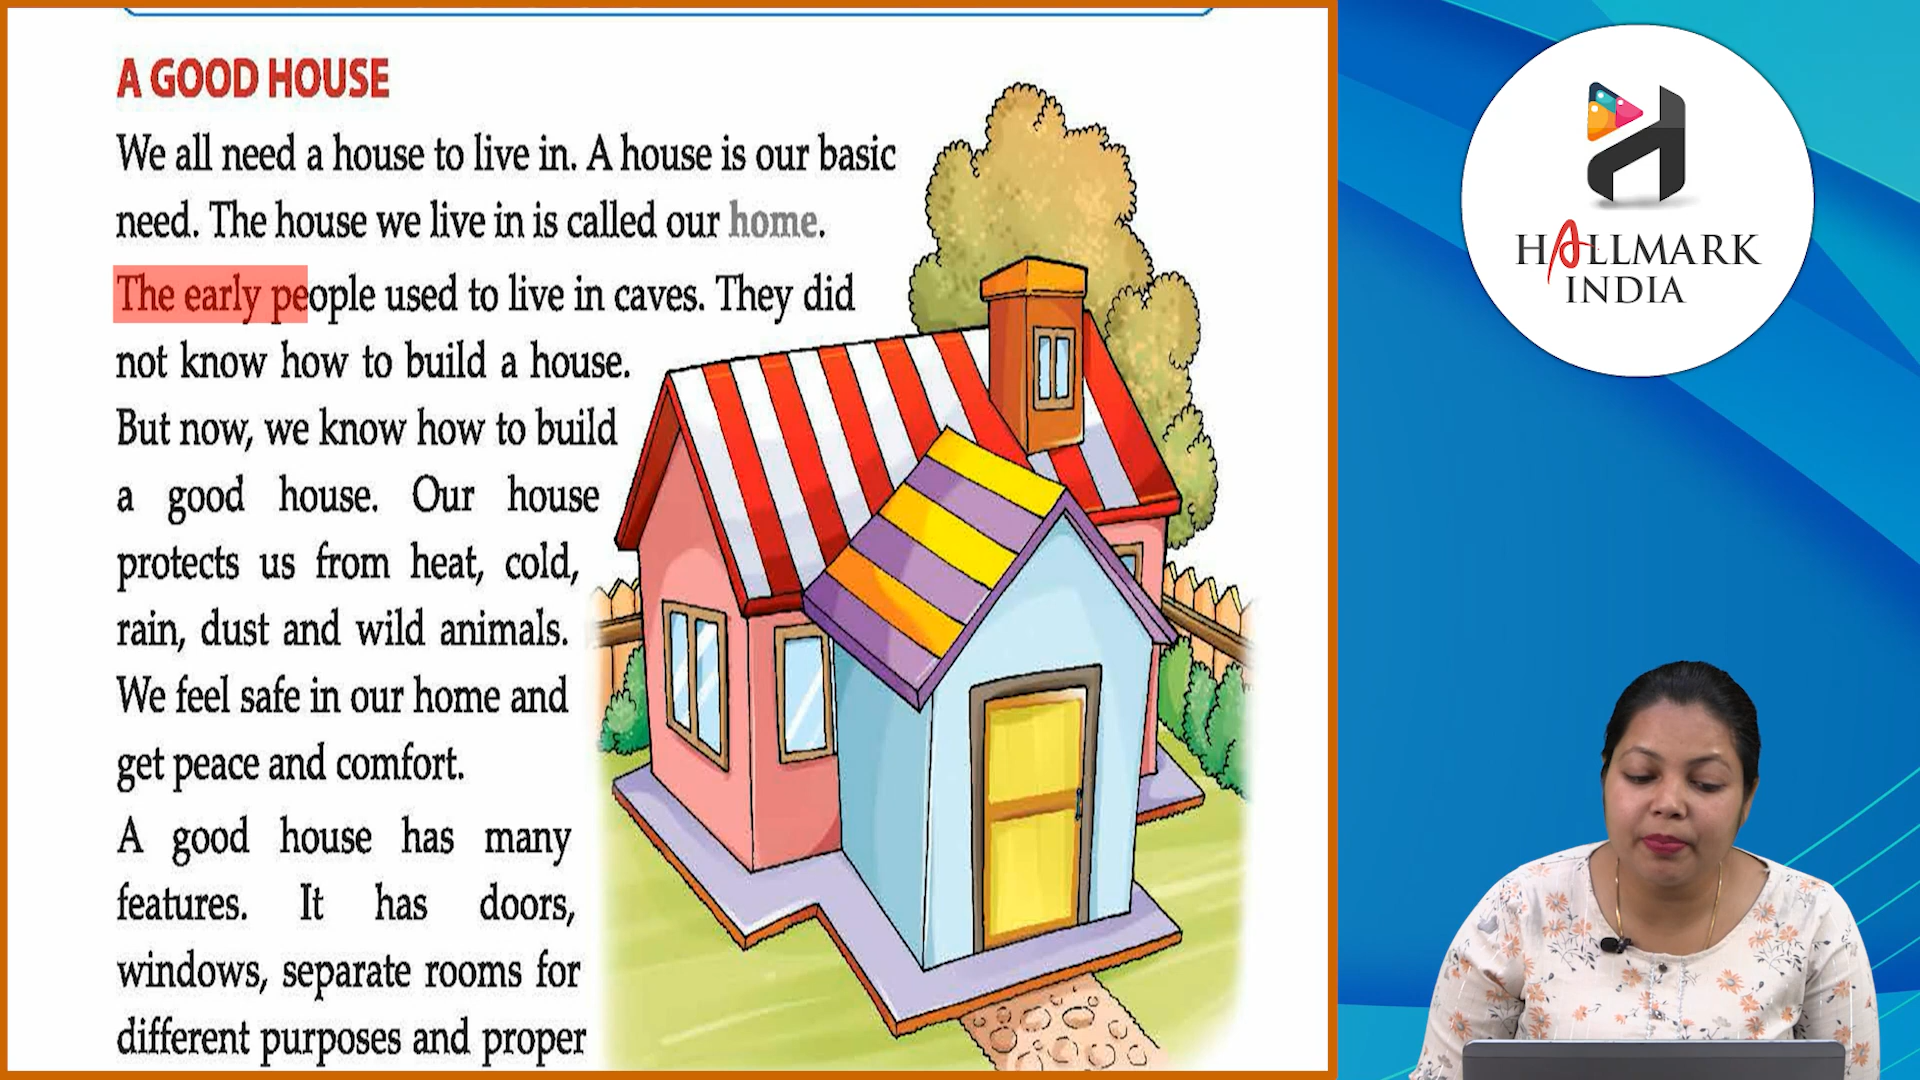 A GOOD HOUSE
We all need a house to live in. A house is our basic
need. The house we live in is called our home.
The early people used to live in caves. They did
not know how to build a house.
But now, we know how to build
a good house. Our house
protects us from heat, cold,
rain, dust and wild animals.
We feel safe in our home and
get peace and comfort.
A good house has many
features. It has doors,
windows, separate rooms for
different purposes and proper
HALLMARK
INDIA